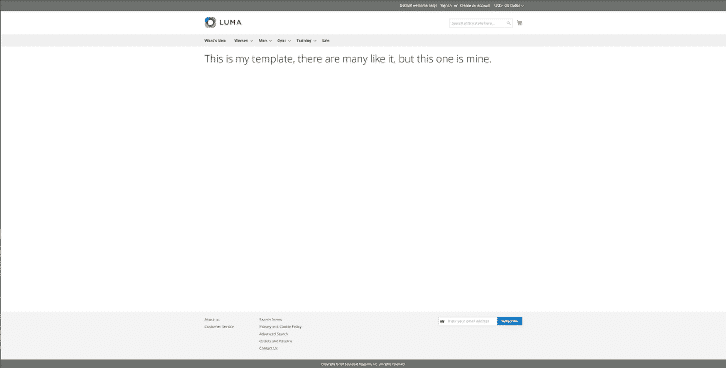 Default welcome msg! Sign In or Create an Account USD - US Dollar
LUMA
Search entire store here...
What's New Women Men Gear Training Sale
This is my template, there are many like it, but this one is mine.
About us
Customer Service
Search Terms
Privacy and Cookie Policy
Advanced Search
Orders and Returns
Contact Us
Enter your email address
Subscribe